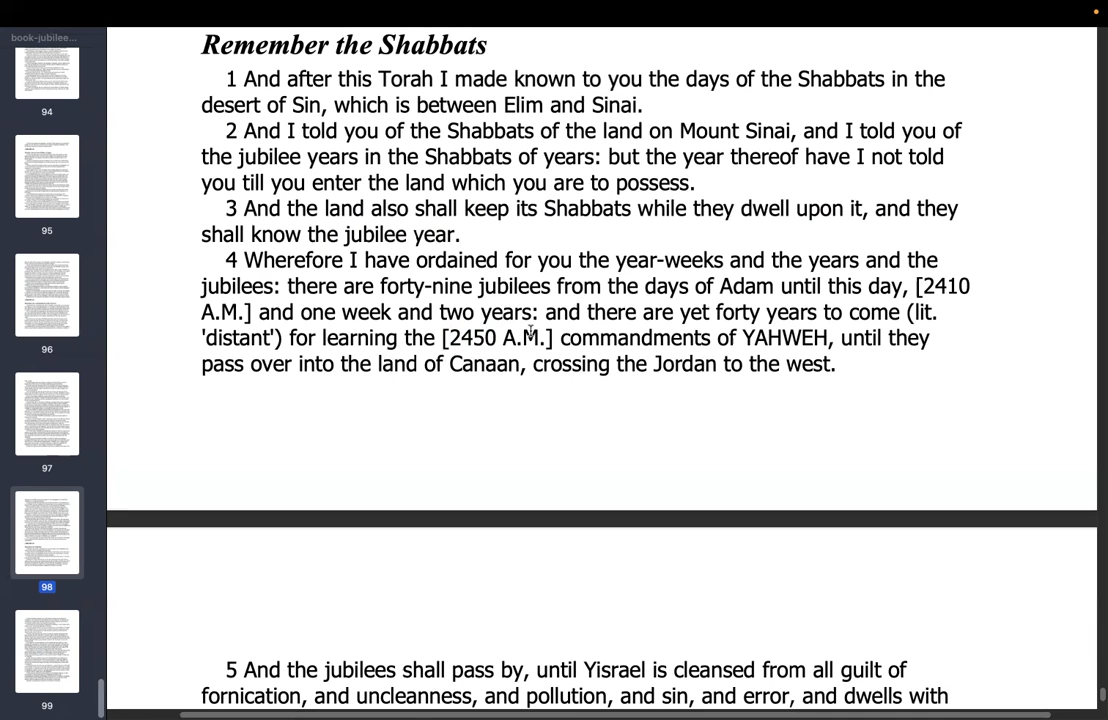 book-jubilee...
94
95
96
97
98
99
Remember the Shabbats
1 And after this Torah I made known to you the days of the Shabbats in the
desert of Sin, which is between Elim and Sinai.
2 And I told you of the Shabbats of the land on Mount Sinai, and I told you of
the jubilee years in the Shabbats of years: but the year thereof have I not told
you till you enter the land which you are to possess.
3 And the land also shall keep its Shabbats while they dwell upon it, and they
shall know the jubilee year.
4 Wherefore I have ordained for you the year-weeks and the years and the
jubilees: there are forty-nine jubilees from the days of Adam until this day, [2410
A.M.] and one week and two years: and there are yet forty years to come (lit.
'distant') for learning the [2450 A.M.] commandments of YAHWEH, until they
pass over into the land of Canaan, crossing the Jordan to the west.
5 And the jubilees shall pass by, until Yisrael is cleansed from all guilt of
fornication, and uncleanness, and pollution, and sin, and error, and dwells with